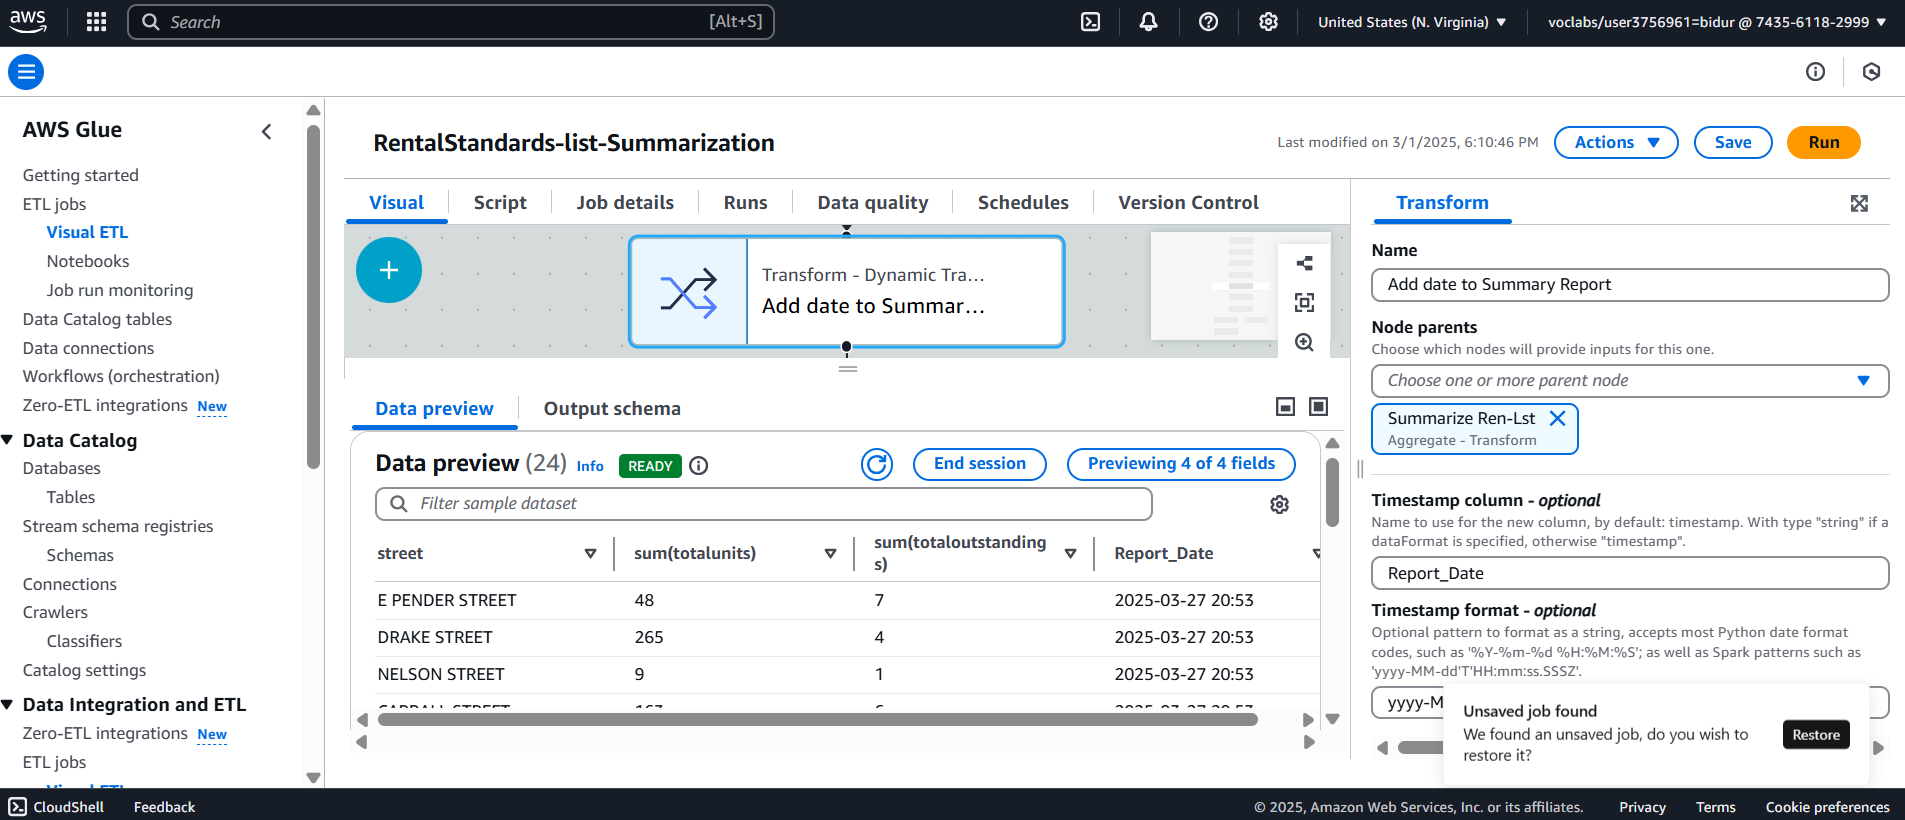 aws
Search
[Alt+S]
United States (N. Virginia)
voclabs/user3756961=bidur @ 7435-6118-2999
AWS Glue
Getting started
ETL jobs
Visual ETL
Notebooks
Job run monitoring
Data Catalog tables
Data connections
Workflows (orchestration)
Zero-ETL integrations New
Data Catalog
Databases
Tables
Stream schema registries
Schemas
Connections
Crawlers
Classifiers
Catalog settings
Data Integration and ETL
Zero-ETL integrations New
ETL jobs
Visual ETL
RentalStandards-list-Summarization
Last modified on 3/1/2025, 6:10:46 PM
Actions
Save
Run
Visual
Script
Job details
Runs
Data quality
Schedules
Version Control
Transform - Dynamic Tra...
Add date to Summar...
Data preview
Output schema
Data preview (24) Info READY
End session
Previewing 4 of 4 fields
Filter sample dataset
street sum(totalunits) sum(totaloutstanding
s) Report_Date
E PENDER STREET 48 7 2025-03-27 20:53
DRAKE STREET 265 4 2025-03-27 20:53
NELSON STREET 9 1 2025-03-27 20:53
Transform
Name
Add date to Summary Report
Node parents
Choose which nodes will provide inputs for this one.
Choose one or more parent node
Summarize Ren-Lst
Aggregate - Transform
Timestamp column - optional
Name to use for the new column, by default: timestamp. With type "string" if a
dataFormat is specified, otherwise "timestamp".
Report_Date
Timestamp format - optional
Optional pattern to format as a string, accepts most Python date format
codes, such as '%Y-%m-%d %H:%M:%S'; as well as Spark patterns such as
'yyyy-MM-dd'T'HH:mm:ss.SSSZ'.
yyyy-M
Unsaved job found
We found an unsaved job, do you wish to
restore it?
Restore
CloudShell
Feedback
© 2025, Amazon Web Services, Inc. or its affiliates.
Privacy
Terms
Cookie preferences